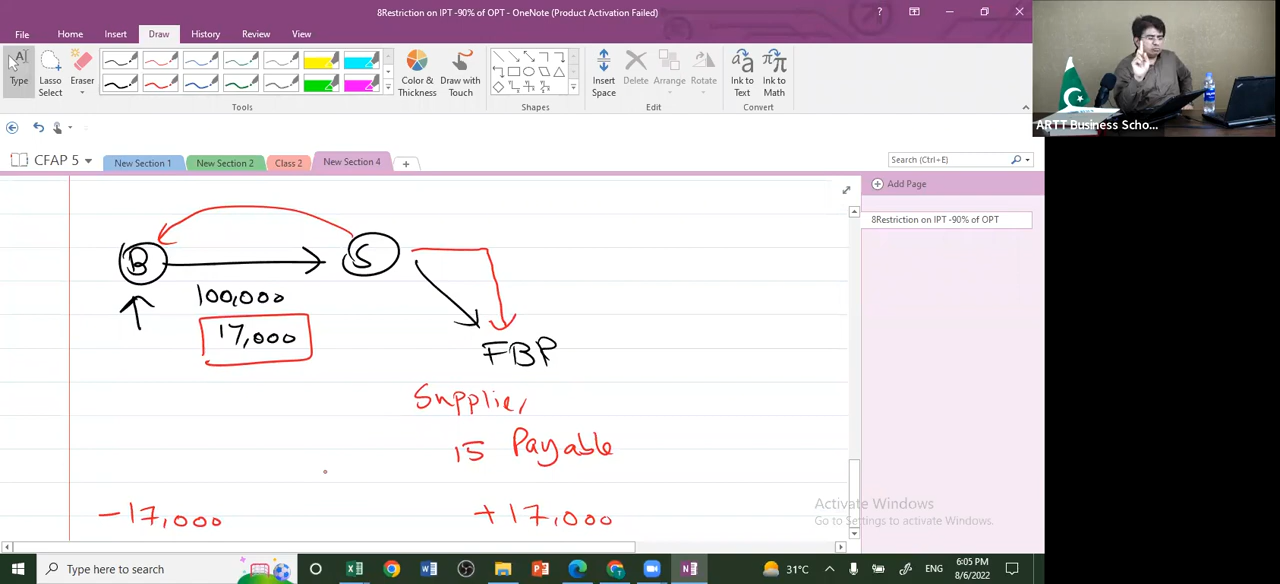 8Restriction on IPT -90% of OPT - OneNote (Product Activation Failed)
File Home Insert Draw History Review View
Type
Lasso Select
Eraser
Color & Thickness
Draw with Touch
Insert Space
Delete
Arrange
Rotate
Ink to Text
Ink to Math
Tools
Shapes
Edit
Convert
ARTT Business Scho...
CFAP 5
New Section 1
New Section 2
Class 2
New Section 4
Search (Ctrl+E)
Add Page
8Restriction on IPT -90% of OPT
B
S
100,000
17,000
FBR
Supplier
15 Payable
-17,000
+17,000
Activate Windows
Go to Settings to activate Windows.
Type here to search
31°C
ENG
6:05 PM
8/6/2022